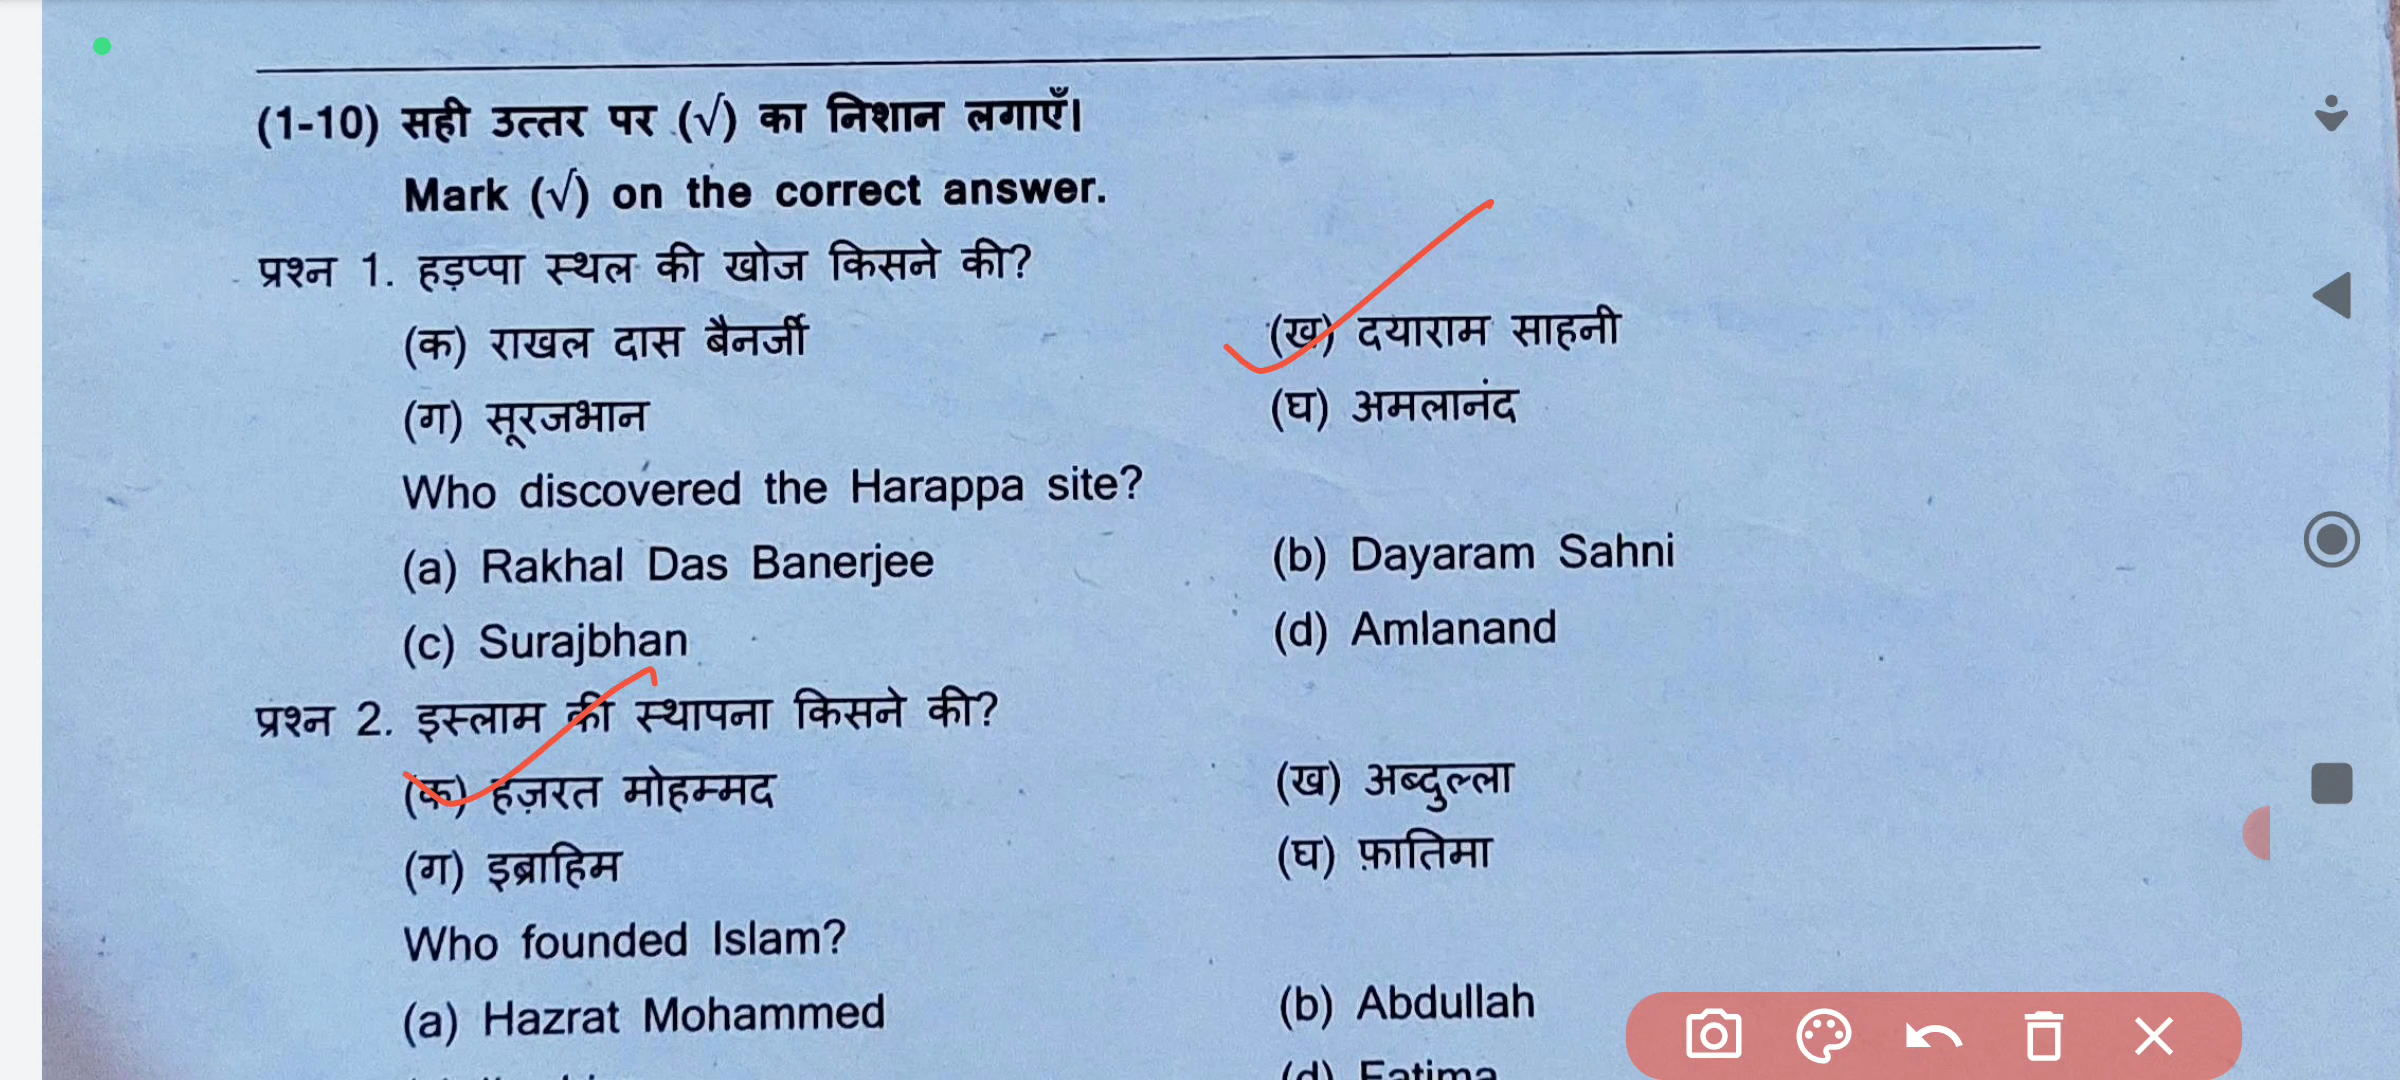 (1-10) सही उत्तर पर (√) का निशान लगाएँ।
Mark (√) on the correct answer.
प्रश्न 1. हड़प्पा स्थल की खोज किसने की?
(क) राखल दास बैनर्जी (ख) दयाराम साहनी
(ग) सूरजभान (घ) अमलानंद
Who discovered the Harappa site?
(a) Rakhal Das Banerjee (b) Dayaram Sahni
(c) Surajbhan (d) Amlanand
प्रश्न 2. इस्लाम की स्थापना किसने की?
(क) हज़रत मोहम्मद (ख) अब्दुल्ला
(ग) इब्राहिम (घ) फ़ातिमा
Who founded Islam?
(a) Hazrat Mohammed (b) Abdullah
(d) Fatima